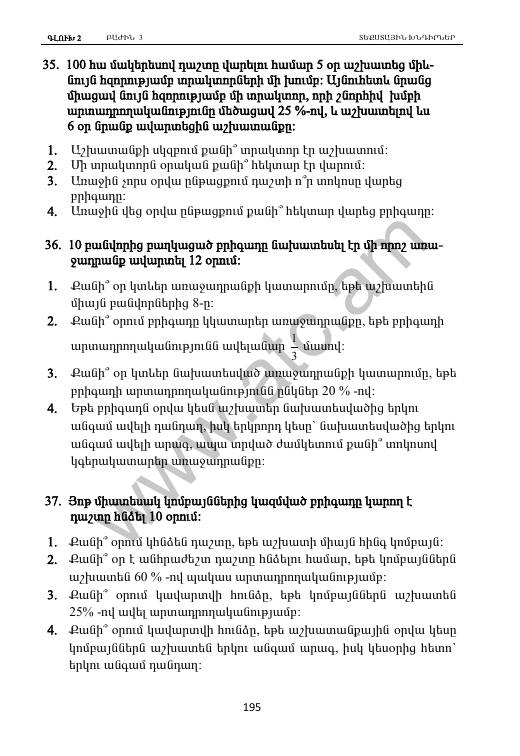 ԳԼՈՒԽ 2 ԲԱԺԻՆ 3 ՏԵՔՍՏԱՅԻՆ ԽՆԴԻՐՆԵՐ
35. 100 հա մակերեսով դաշտը վարելու համար 5 օր աշխատեց միև-
նույն հզորությամբ տրակտորների մի խումբ: Այնուհետև նրանց
միացավ նույն հզորությամբ մի տրակտոր, որի շնորհիվ խմբի
արտադրողականությունը մեծացավ 25 %-ով, և աշխատելով ևս
6 օր նրանք ավարտեցին աշխատանքը:
1. Աշխատանքի սկզբում քանի՞ տրակտոր էր աշխատում:
2. Մի տրակտորն օրական քանի՞ հեկտար էր վարում:
3. Առաջին չորս օրվա ընթացքում դաշտի ո՞ր տոկոսը վարեց
բրիգադը:
4. Առաջին վեց օրվա ընթացքում քանի՞ հեկտար վարեց բրիգադը:
36. 10 բանվորից բաղկացած բրիգադը նախատեսել էր մի որոշ առա-
ջադրանք ավարտել 12 օրում:
1. Քանի՞ օր կտևեր առաջադրանքի կատարումը, եթե աշխատեին
միայն բանվորներից 8-ը:
2. Քանի՞ օրում բրիգադը կկատարեր առաջադրանքը, եթե բրիգադի
արտադրողականությունն ավելանար 1/3 մասով:
3. Քանի՞ օր կտևեր նախատեսված առաջադրանքի կատարումը, եթե
բրիգադի արտադրողականությունն ընկներ 20 % -ով:
4. Եթե բրիգադն օրվա կեսն աշխատեր նախատեսվածից երկու
անգամ ավելի դանդաղ, իսկ երկրորդ կեսը՝ նախատեսվածից երկու
անգամ ավելի արագ, ապա տրված ժամկետում քանի՞ տոկոսով
կգերակատարեր առաջադրանքը:
37. Յոթ միատեսակ կոմբայններից կազմված բրիգադը կարող է
դաշտը հնձել 10 օրում:
1. Քանի՞ օրում կհնձեն դաշտը, եթե աշխատի միայն հինգ կոմբայն:
2. Քանի՞ օր է անհրաժեշտ դաշտը հնձելու համար, եթե կոմբայններն
աշխատեն 60 % -ով պակաս արտադրողականությամբ:
3. Քանի՞ օրում կավարտվի հունձը, եթե կոմբայններն աշխատեն
25% -ով ավել արտադրողականությամբ:
4. Քանի՞ օրում կավարտվի հունձը, եթե աշխատանքային օրվա կեսը
կոմբայններն աշխատեն երկու անգամ արագ, իսկ կեսօրից հետո՝
երկու անգամ դանդաղ:
www.atc.am
195